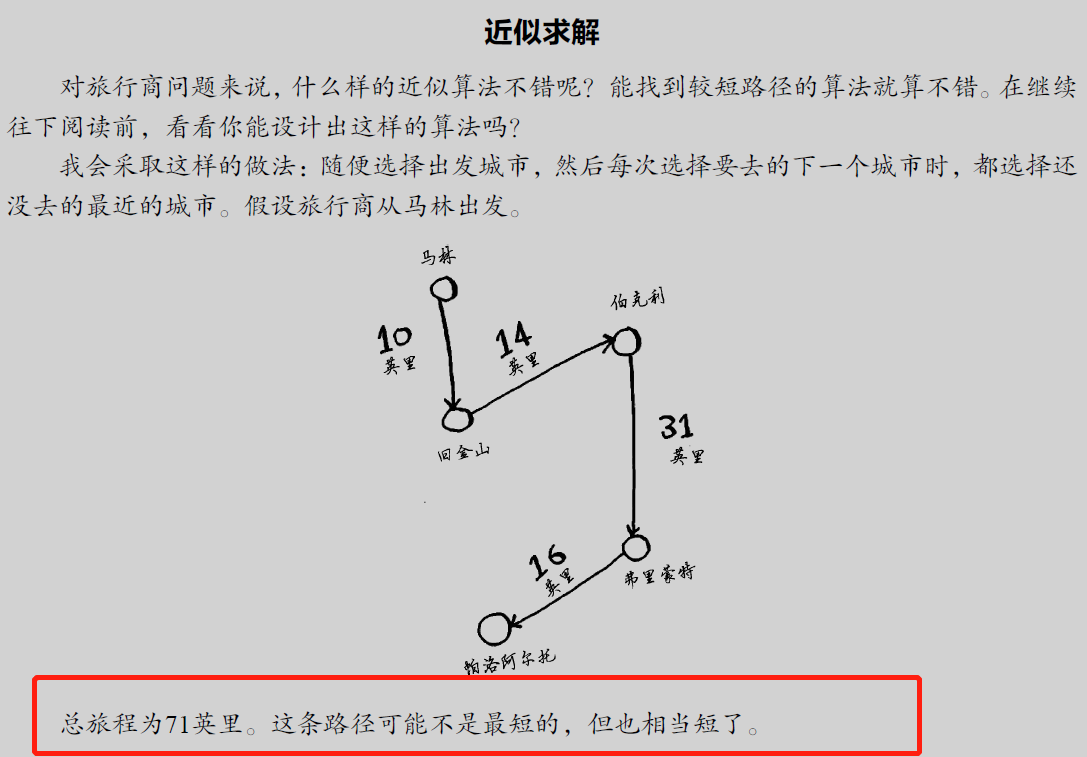 近似求解
对旅行商问题来说，什么样的近似算法不错呢？能找到较短路径的算法就算不错。在继续
往下阅读前，看看你能设计出这样的算法吗？
我会采取这样的做法：随便选择出发城市，然后每次选择要去的下一个城市时，都选择还
没去的最近的城市。假设旅行商从马林出发。
马林
伯克利
10
英里
14
英里
31
英里
旧金山
16
英里
弗里蒙特
帕洛阿尔托
总旅程为71英里。这条路径可能不是最短的，但也相当短了。